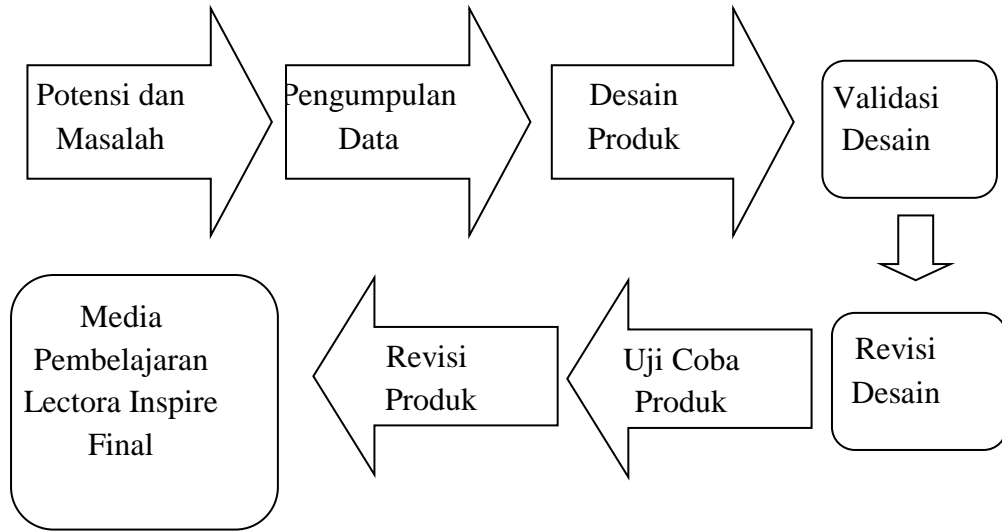 Potensi dan
Masalah
Pengumpulan
Data
Desain
Produk
Validasi
Desain
Revisi
Desain
Uji Coba
Produk
Revisi
Produk
Media
Pembelajaran
Lectora Inspire
Final